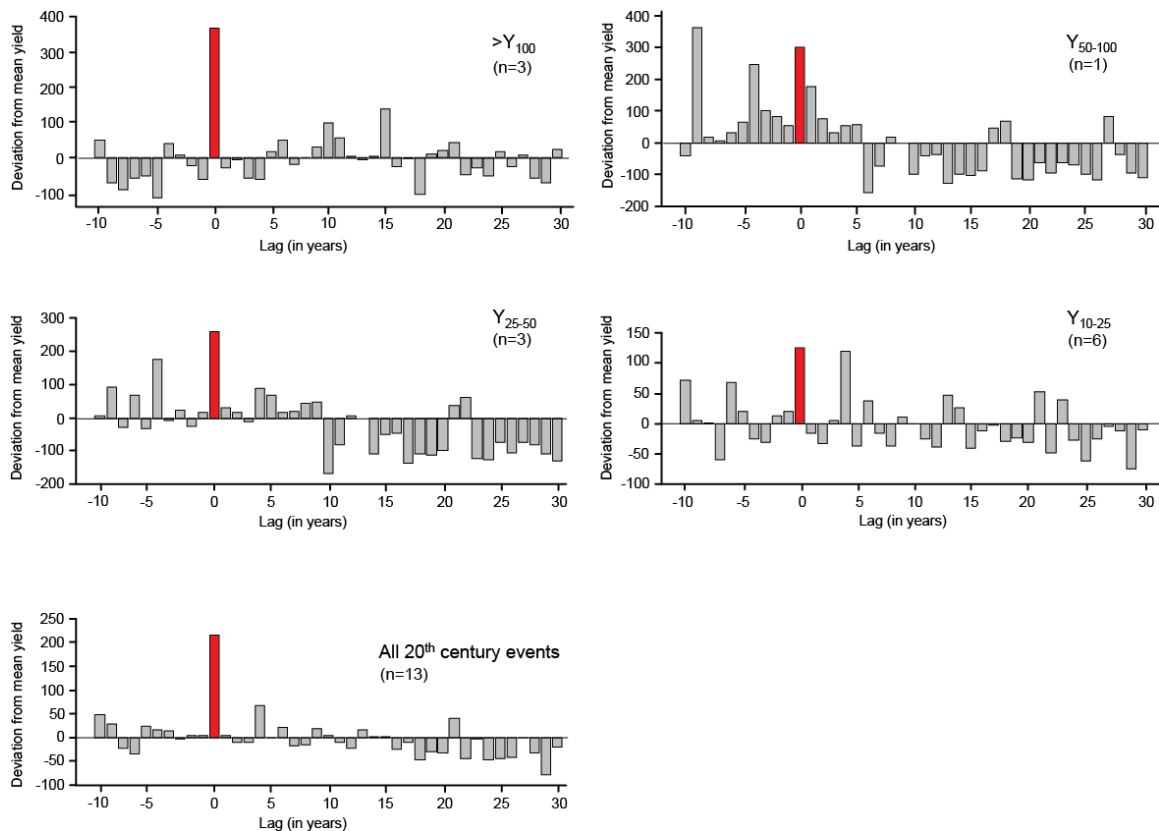 400
300
200
100
0
-100
Deviation from mean yield
>Y100
(n=3)
-10 -5 0 5 10 15 20 25 30
Lag (in years)
400
300
200
100
0
-100
-200
Deviation from mean yield
Y50-100
(n=1)
-10 -5 0 5 10 15 20 25 30
Lag (in years)
300
200
100
0
-100
-200
Deviation from mean yield
Y25-50
(n=3)
-10 -5 0 5 10 15 20 25 30
Lag (in years)
150
100
50
0
-50
-100
Deviation from mean yield
Y10-25
(n=6)
-10 -5 0 5 10 15 20 25 30
Lag (in years)
250
200
150
100
50
0
-50
-100
Deviation from mean yield
All 20th century events
(n=13)
-10 -5 0 5 10 15 20 25 30
Lag (in years)